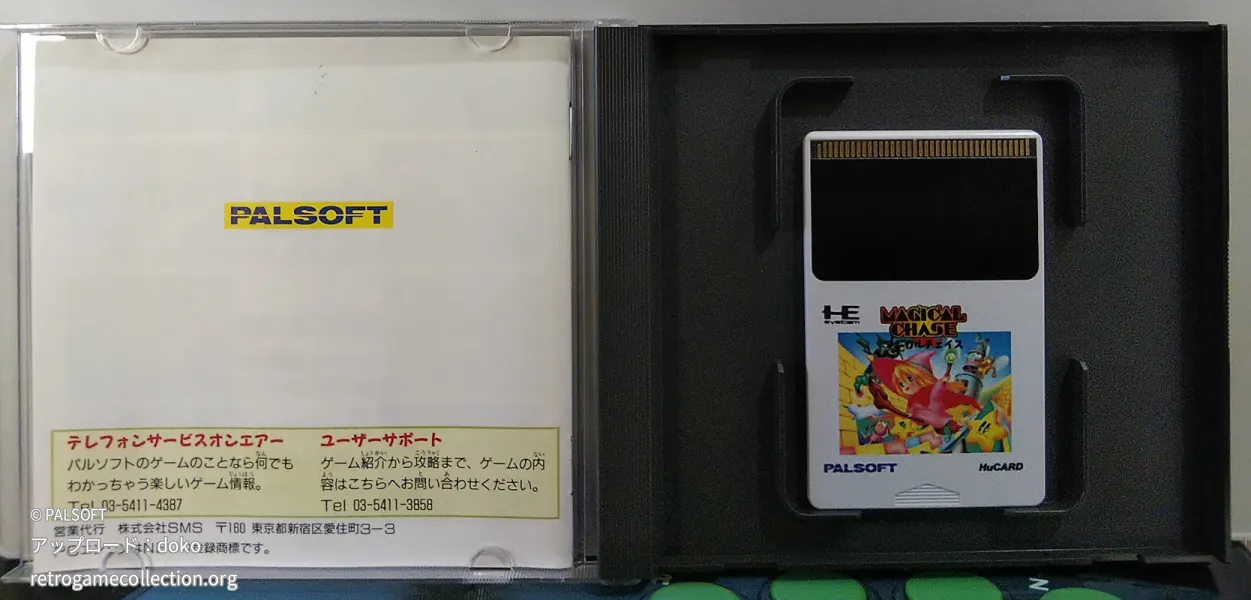 PALSOFT
テレフォンサービスオンエアー
パルソフトのゲームのことなら何でも
わかっちゃう楽しいゲーム情報。
Tel 03-5411-4387
ユーザーサポート
ゲーム紹介から攻略まで、ゲームの内
容はこちらへお問い合わせください。
Tel 03-5411-3858
営業代行 株式会社SMS 〒160 東京都新宿区愛住町3-3
録商標です。
© PALSOFT
アップロード: idoko
retrogamecollection.org
HE
system
MAGICAL
CHASE
PALSOFT
HuCARD
N